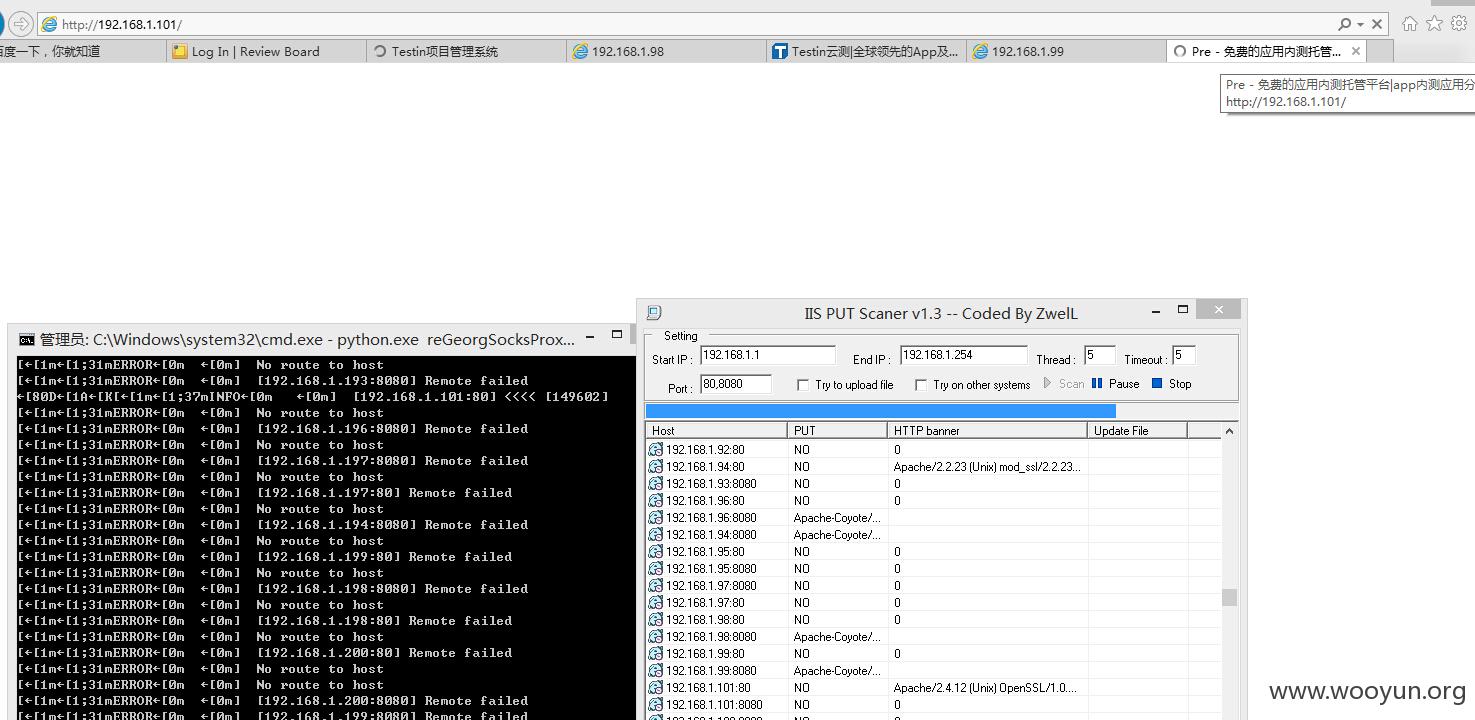 http://192.168.1.101/
百度一下，你就知道
Log In | Review Board
Testin项目管理系统
192.168.1.98
Testin云测|全球领先的App及...
192.168.1.99
Pre - 免费的应用内测托管...
Pre - 免费的应用内测托管平台|app内测应用分
http://192.168.1.101/
管理员: C:\Windows\system32\cmd.exe - python.exe reGeorgSocksProx...
[←[1m←[1;31mERROR←[0m ←[0m] No route to host
[←[1m←[1;31mERROR←[0m ←[0m] [192.168.1.193:8080] Remote failed
←[80D←[1A←[K[←[1m←[1;37mINFO←[0m ←[0m] [192.168.1.101:80] <<<< [149602]
[←[1m←[1;31mERROR←[0m ←[0m] No route to host
[←[1m←[1;31mERROR←[0m ←[0m] [192.168.1.196:8080] Remote failed
[←[1m←[1;31mERROR←[0m ←[0m] No route to host
[←[1m←[1;31mERROR←[0m ←[0m] [192.168.1.197:8080] Remote failed
[←[1m←[1;31mERROR←[0m ←[0m] No route to host
[←[1m←[1;31mERROR←[0m ←[0m] [192.168.1.197:80] Remote failed
[←[1m←[1;31mERROR←[0m ←[0m] No route to host
[←[1m←[1;31mERROR←[0m ←[0m] [192.168.1.194:8080] Remote failed
[←[1m←[1;31mERROR←[0m ←[0m] No route to host
[←[1m←[1;31mERROR←[0m ←[0m] [192.168.1.199:80] Remote failed
[←[1m←[1;31mERROR←[0m ←[0m] No route to host
[←[1m←[1;31mERROR←[0m ←[0m] [192.168.1.198:8080] Remote failed
[←[1m←[1;31mERROR←[0m ←[0m] No route to host
[←[1m←[1;31mERROR←[0m ←[0m] [192.168.1.198:80] Remote failed
[←[1m←[1;31mERROR←[0m ←[0m] No route to host
[←[1m←[1;31mERROR←[0m ←[0m] [192.168.1.200:80] Remote failed
[←[1m←[1;31mERROR←[0m ←[0m] No route to host
[←[1m←[1;31mERROR←[0m ←[0m] No route to host
[←[1m←[1;31mERROR←[0m ←[0m] [192.168.1.200:8080] Remote failed
[←[1m←[1;31mERROR←[0m ←[0m] [192.168.1.199:8080] Remote failed
IIS PUT Scaner v1.3 -- Coded By ZwelL
Setting
Start IP : 192.168.1.1 End IP : 192.168.1.254 Thread : 5 Timeout : 5
Port : 80,8080 Try to upload file Try on other systems Scan Pause Stop
Host PUT HTTP banner Update File
192.168.1.92:80 NO 0
192.168.1.94:80 NO Apache/2.2.23 (Unix) mod_ssl/2.2.23...
192.168.1.93:8080 NO 0
192.168.1.96:80 NO 0
192.168.1.96:8080 Apache-Coyote/...
192.168.1.94:8080 Apache-Coyote/...
192.168.1.95:80 NO 0
192.168.1.95:8080 NO 0
192.168.1.97:8080 NO 0
192.168.1.97:80 NO 0
192.168.1.98:80 NO 0
192.168.1.98:8080 Apache-Coyote/...
192.168.1.99:80 NO 0
192.168.1.99:8080 Apache-Coyote/...
192.168.1.101:80 NO Apache/2.4.12 (Unix) OpenSSL/1.0....
192.168.1.101:8080 NO 0
www.wooyun.org